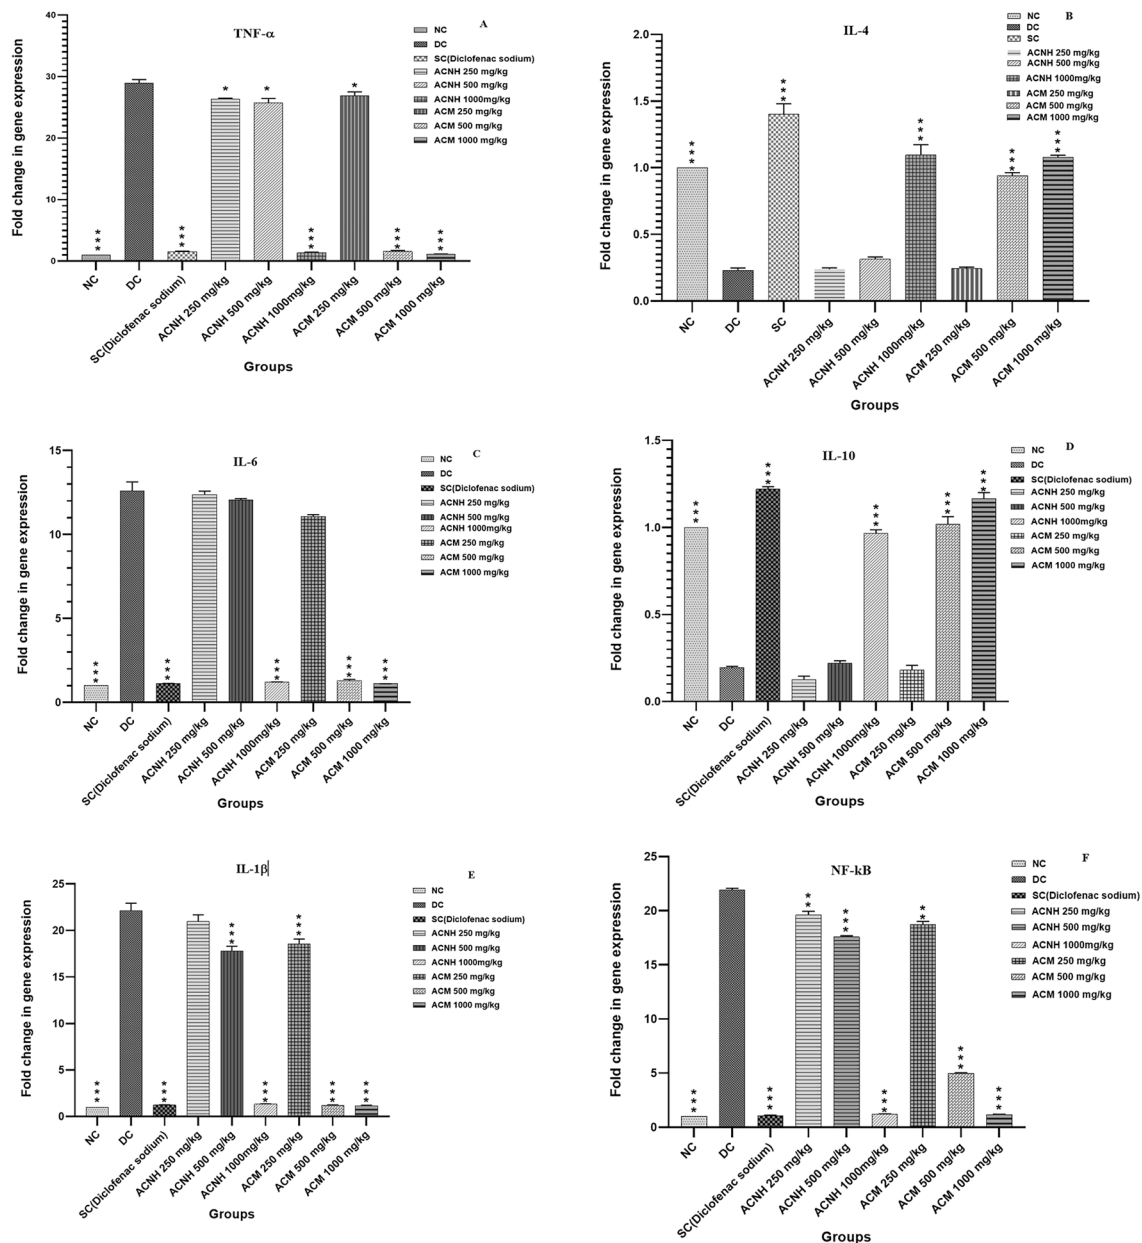 A
TNF-α
NC
DC
SC(Diclofenac sodium)
ACNH 250 mg/kg
ACNH 500 mg/kg
ACNH 1000mg/kg
ACM 250 mg/kg
ACM 500 mg/kg
ACM 1000 mg/kg
Fold change in gene expression
50
40
30
20
10
0
* * *
* * *
*
*
* * *
*
* * *
* * *
NC
DC
SC(Diclofenac sodium)
ACNH 250 mg/kg
ACNH 500 mg/kg
ACNH 1000mg/kg
ACM 250 mg/kg
ACM 500 mg/kg
ACM 1000 mg/kg
Groups
B
IL-4
NC
DC
SC
ACNH 250 mg/kg
ACNH 500 mg/kg
ACNH 1000mg/kg
ACM 250 mg/kg
ACM 500 mg/kg
ACM 1000 mg/kg
Fold change in gene expression
2.0
1.5
1.0
0.5
0.0
* * *
* * *
* * *
* * *
* * *
NC
DC
SC
ACNH 250 mg/kg
ACNH 500 mg/kg
ACNH 1000mg/kg
ACM 250 mg/kg
ACM 500 mg/kg
ACM 1000 mg/kg
Groups
C
IL-6
NC
DC
SC(Diclofenac sodium)
ACNH 250 mg/kg
ACNH 500 mg/kg
ACNH 1000mg/kg
ACM 250 mg/kg
ACM 500 mg/kg
ACM 1000 mg/kg
Fold change in gene expression
15
10
5
0
* * *
* * *
* * *
* * *
* * *
NC
DC
SC(Diclofenac sodium)
ACNH 250 mg/kg
ACNH 500 mg/kg
ACNH 1000mg/kg
ACM 250 mg/kg
ACM 500 mg/kg
ACM 1000 mg/kg
Groups
D
IL-10
NC
DC
SC(Diclofenac sodium)
ACNH 250 mg/kg
ACNH 500 mg/kg
ACNH 1000mg/kg
ACM 250 mg/kg
ACM 500 mg/kg
ACM 1000 mg/kg
Fold change in gene expression
1.5
1.0
0.5
0.0
* * *
* * *
* * *
* * *
* * *
NC
DC
SC(Diclofenac sodium)
ACNH 250 mg/kg
ACNH 500 mg/kg
ACNH 1000mg/kg
ACM 250 mg/kg
ACM 500 mg/kg
ACM 1000 mg/kg
Groups
E
IL-1β
NC
DC
SC(Diclofenac sodium)
ACNH 250 mg/kg
ACNH 500 mg/kg
ACNH 1000mg/kg
ACM 250 mg/kg
ACM 500 mg/kg
ACM 1000 mg/kg
Fold change in gene expression
25
20
15
10
5
0
* * *
* * *
* * *
* * *
* * *
* * *
* * *
NC
DC
SC(Diclofenac sodium)
ACNH 250 mg/kg
ACNH 500 mg/kg
ACNH 1000mg/kg
ACM 250 mg/kg
ACM 500 mg/kg
ACM 1000 mg/kg
Groups
F
NF-kB
NC
DC
SC(Diclofenac sodium)
ACNH 250 mg/kg
ACNH 500 mg/kg
ACNH 1000mg/kg
ACM 250 mg/kg
ACM 500 mg/kg
ACM 1000 mg/kg
Fold change in gene expression
25
20
15
10
5
0
* * *
* * *
* *
* * *
* * *
* *
* * *
* * *
NC
DC
SC(Diclofenac sodium)
ACNH 250 mg/kg
ACNH 500 mg/kg
ACNH 1000mg/kg
ACM 250 mg/kg
ACM 500 mg/kg
ACM 1000 mg/kg
Groups